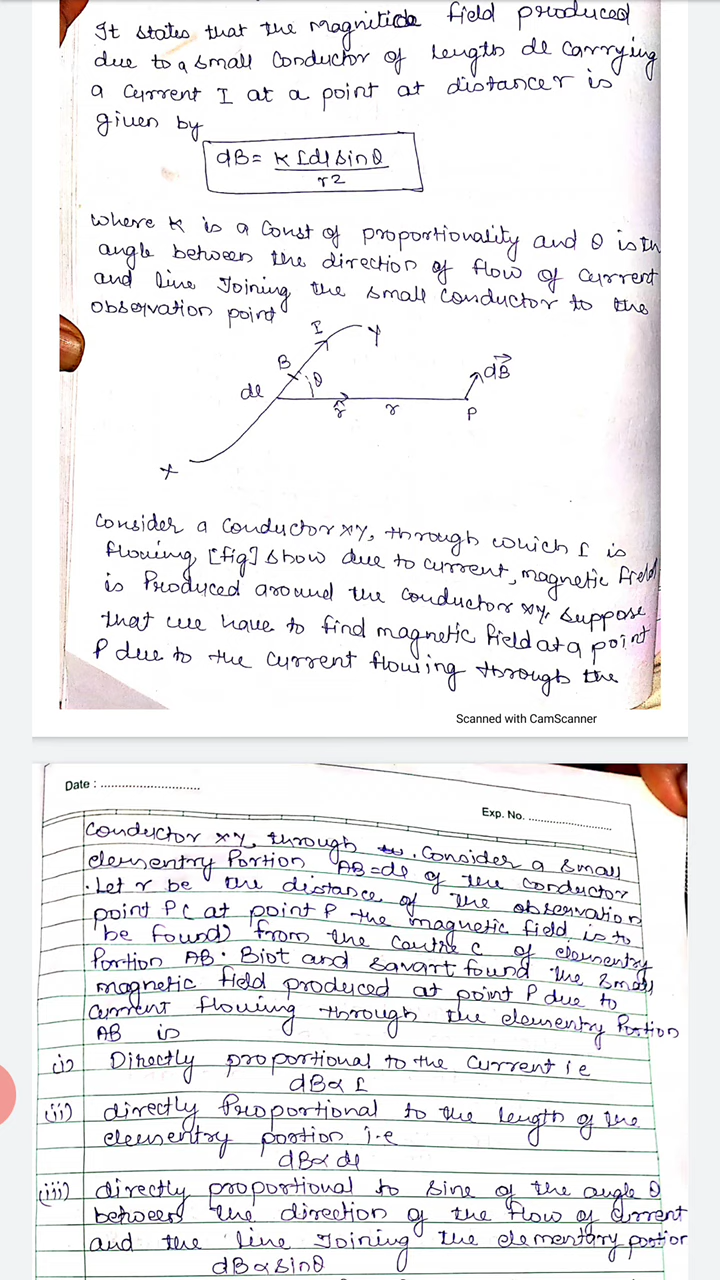 It states that the magnitide field produced
due to a small conductor of length dl carrying
a current I at a point at distance r is
given by
dB = K Idl sinθ
r2
where K is a const of proportionality and θ is th
angle between the direction of flow of current
and line Joining the small conductor to the
observation point
I
Y
B
θ
dB
dl
r̂
r
P
X
Consider a conductor XY, through which I is
flowing [fig] show due to current, magnetic field
is Produced around the conductor XY, suppose
that we have to find magnetic field at a point
P due to the current flowing through the
Scanned with CamScanner
Date :
Exp. No.
Conductor XY, through. Consider a small
elementry Portion AB = dl of the conductor
. Let r be the distance of the observation
point P C at point P the magnetic field is to
be found) from the Centre C of elementry
Portion AB. Biot and Savart found the small
magnetic field produced at point P due to
Current flowing through the elementry Portion
AB is
(i) Directly proportional to the Current i e
dB ∝ I
(ii) directly Proportional to the length of the
elementry portion i.e
dB ∝ dl
(iii) directly proportional to sine of the angle θ
between the direction of the flow of current
and the line Joining the elementary portion
dB ∝ sinθ